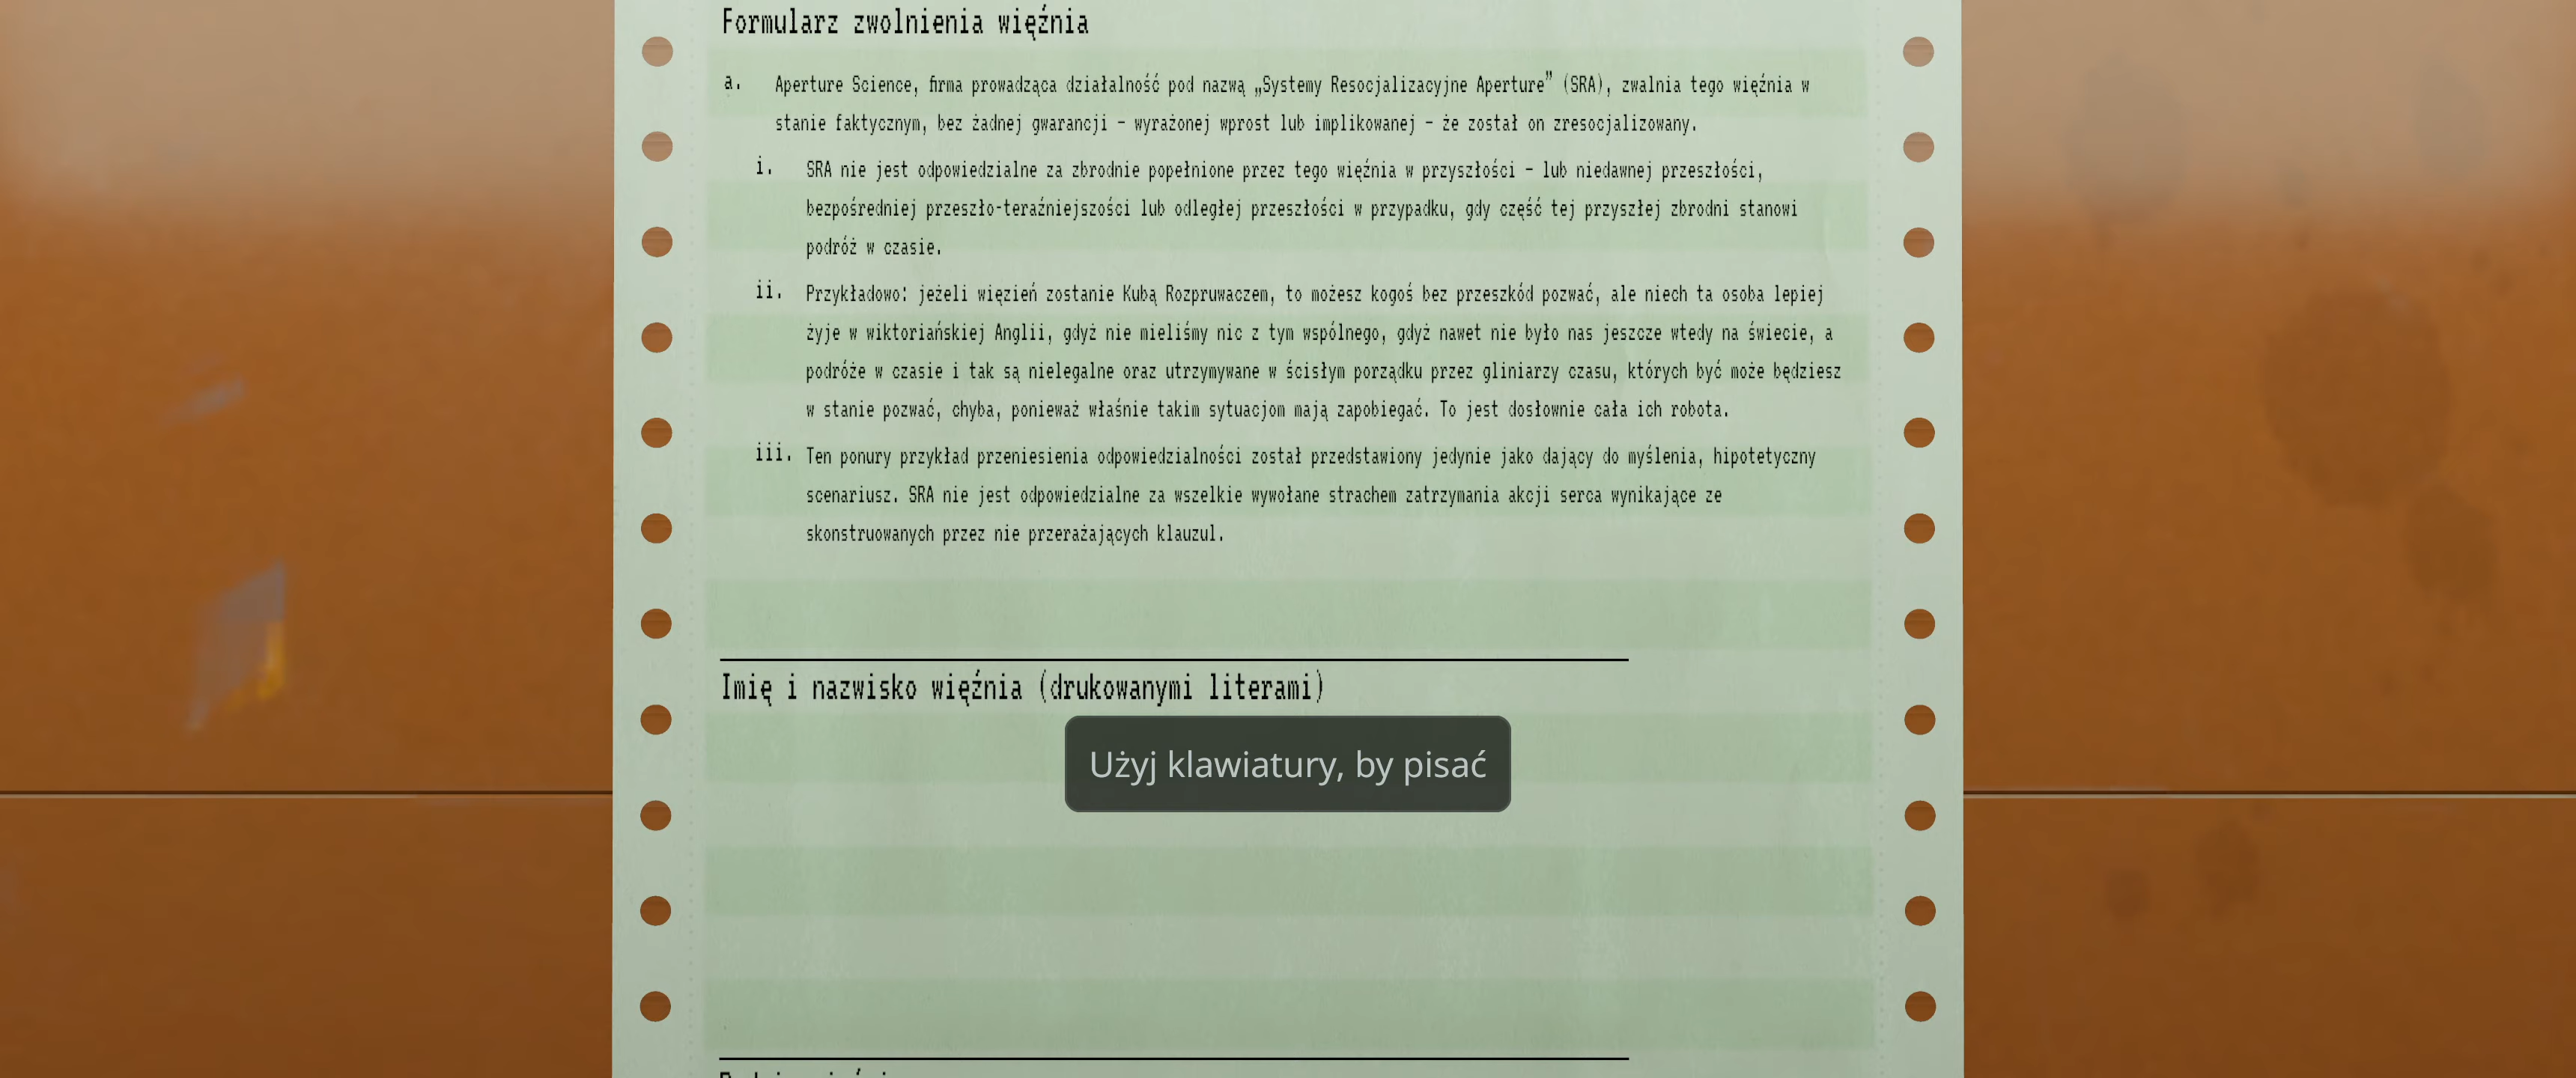 Formularz zwolnienia więźnia
a. Aperture Science, firma prowadząca działalność pod nazwą „Systemy Resocjalizacyjne Aperture” (SRA), zwalnia tego więźnia w
stanie faktycznym, bez żadnej gwarancji – wyrażonej wprost lub implikowanej – że został on zresocjalizowany.
i. SRA nie jest odpowiedzialne za zbrodnie popełnione przez tego więźnia w przyszłości – lub niedawnej przeszłości,
bezpośredniej przeszło-teraźniejszości lub odległej przeszłości w przypadku, gdy część tej przyszłej zbrodni stanowi
podróż w czasie.
ii. Przykładowo: jeżeli więzień zostanie Kubą Rozpruwaczem, to możesz kogoś bez przeszkód pozwać, ale niech ta osoba lepiej
żyje w wiktoriańskiej Anglii, gdyż nie mieliśmy nic z tym wspólnego, gdyż nawet nie było nas jeszcze wtedy na świecie, a
podróże w czasie i tak są nielegalne oraz utrzymywane w ścisłym porządku przez gliniarzy czasu, których być może będziesz
w stanie pozwać, chyba, ponieważ właśnie takim sytuacjom mają zapobiegać. To jest dosłownie cała ich robota.
iii. Ten ponury przykład przeniesienia odpowiedzialności został przedstawiony jedynie jako dający do myślenia, hipotetyczny
scenariusz. SRA nie jest odpowiedzialne za wszelkie wywołane strachem zatrzymania akcji serca wynikające ze
skonstruowanych przez nie przerażających klauzul.
Imię i nazwisko więźnia (drukowanymi literami)
Użyj klawiatury, by pisać